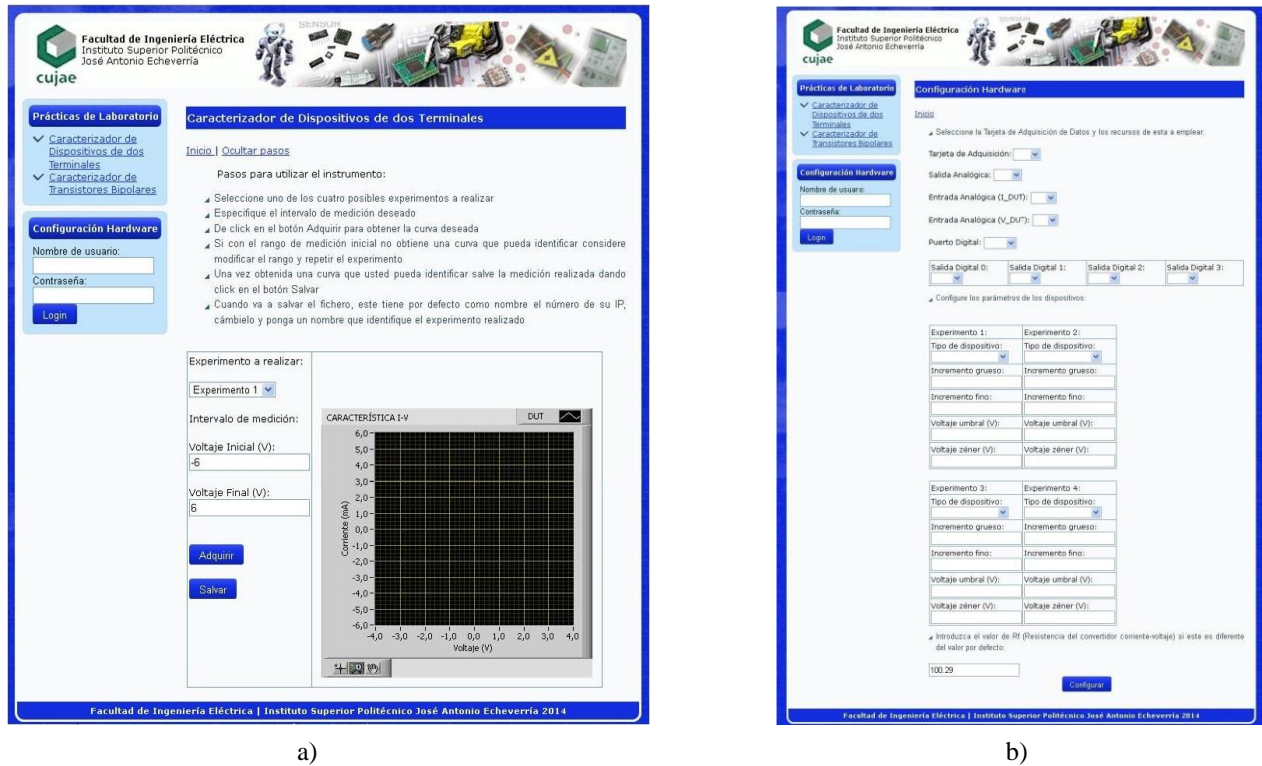 Facultad de Ingeniería Eléctrica
Instituto Superior Politécnico
José Antonio Echeverría
cujae
SENSOR
Prácticas de Laboratorio
Caracterizador de
Dispositivos de dos
Terminales
Caracterizador de
Transistores Bipolares
Configuración Hardware
Nombre de usuario:
Contraseña:
Login
Caracterizador de Dispositivos de dos Terminales
Inicio | Ocultar pasos
Pasos para utilizar el instrumento:
Seleccione uno de los cuatro posibles experimentos a realizar
Especifique el intervalo de medición deseado
De click en el botón Adquirir para obtener la curva deseada
Si con el rango de medición inicial no obtiene una curva que pueda identificar considere
modificar el rango y repetir el experimento
Una vez obtenida una curva que usted pueda identificar salve la medición realizada dando
click en el botón Salvar
Cuando va a salvar el fichero, este tiene por defecto como nombre el número de su IP,
cámbielo y ponga un nombre que identifique el experimento realizado
Experimento a realizar:
Experimento 1
Intervalo de medición:
Voltaje Inicial (V):
-6
Voltaje Final (V):
6
Adquirir
Salvar
CARACTERÍSTICA I-V
DUT
6,0
5,0
4,0
3,0
2,0
1,0
0,0
-1,0
-2,0
-3,0
-4,0
-5,0
-6,0
Corriente (mA)
-4,0 -3,0 -2,0 -1,0 0,0 1,0 2,0 3,0 4,0
Voltaje (V)
Facultad de Ingeniería Eléctrica | Instituto Superior Politécnico José Antonio Echeverría 2014
a)
Facultad de Ingeniería Eléctrica
Instituto Superior Politécnico
José Antonio Echeverría
cujae
SENSOR
Prácticas de Laboratorio
Caracterizador de
Dispositivos de dos
Terminales
Caracterizador de
Transistores Bipolares
Configuración Hardware
Nombre de usuario:
Contraseña:
Login
Configuración Hardware
Inicio
Seleccione la Tarjeta de Adquisición de Datos y los recursos de esta a emplear:
Tarjeta de Adquisición:
Salida Analógica:
Entrada Analógica (I_DUT):
Entrada Analógica (V_DUT):
Puerto Digital:
Salida Digital 0: Salida Digital 1: Salida Digital 2: Salida Digital 3:
Configure los parámetros de los dispositivos:
Experimento 1: Experimento 2:
Tipo de dispositivo: Tipo de dispositivo:
Incremento grueso: Incremento grueso:
Incremento fino: Incremento fino:
Voltaje umbral (V): Voltaje umbral (V):
Voltaje zéner (V): Voltaje zéner (V):
Experimento 3: Experimento 4:
Tipo de dispositivo: Tipo de dispositivo:
Incremento grueso: Incremento grueso:
Incremento fino: Incremento fino:
Voltaje umbral (V): Voltaje umbral (V):
Voltaje zéner (V): Voltaje zéner (V):
Introduzca el valor de Rf (Resistencia del convertidor corriente-voltaje) si este es diferente
del valor por defecto:
100.29
Configurar
Facultad de Ingeniería Eléctrica | Instituto Superior Politécnico José Antonio Echeverría 2014
b)